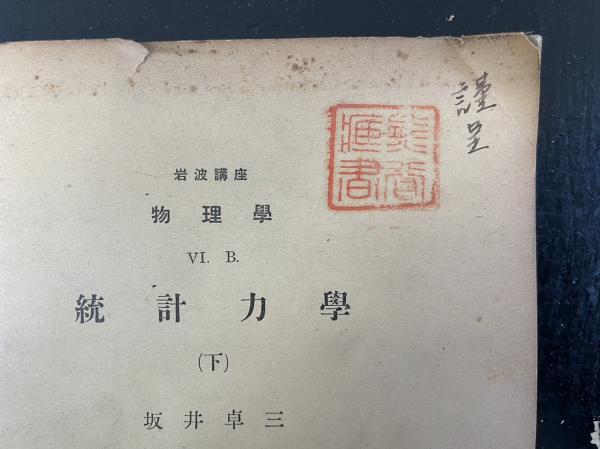 謹呈
岩波講座
物理學
VI. B.
統計力學
(下)
坂井卓三